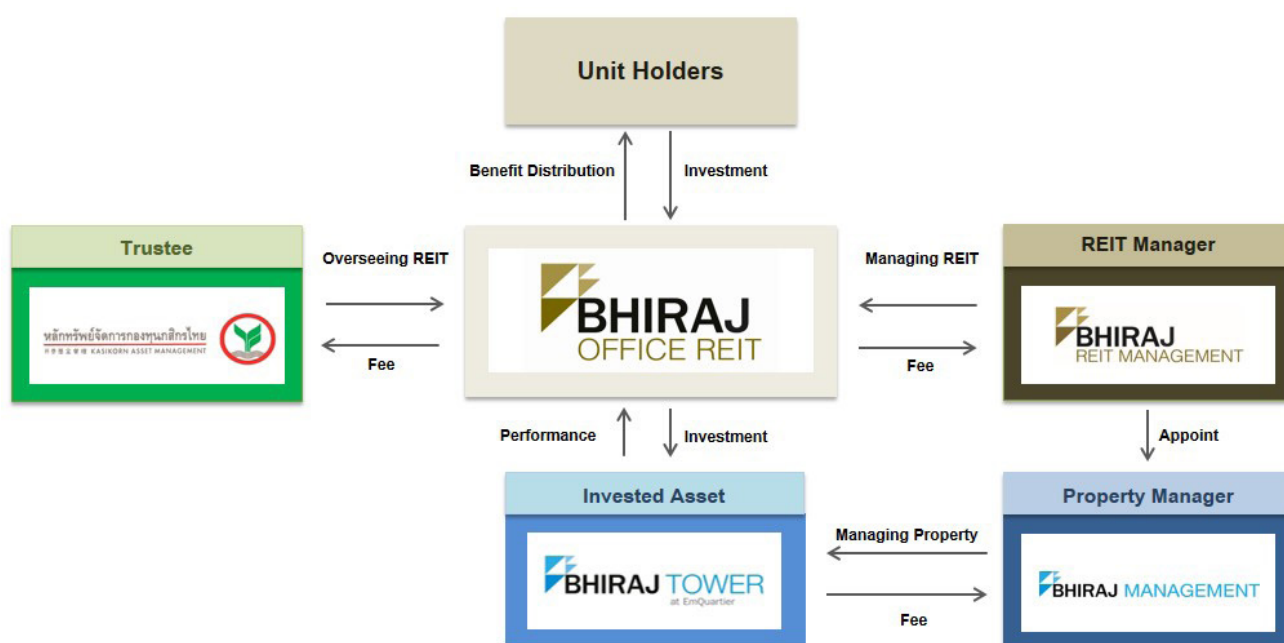 Unit Holders
Benefit Distribution
Investment
Trustee
Overseeing REIT
Managing REIT
REIT Manager
หลักทรัพย์จัดการกองทุนกสิกรไทย
KASIKORN ASSET MANAGEMENT
BHIRAJ
OFFICE REIT
BHIRAJ
REIT MANAGEMENT
Fee
Fee
Performance
Investment
Appoint
Invested Asset
Property Manager
Managing Property
BHIRAJ TOWER
at EmQuartier
BHIRAJ MANAGEMENT
Fee